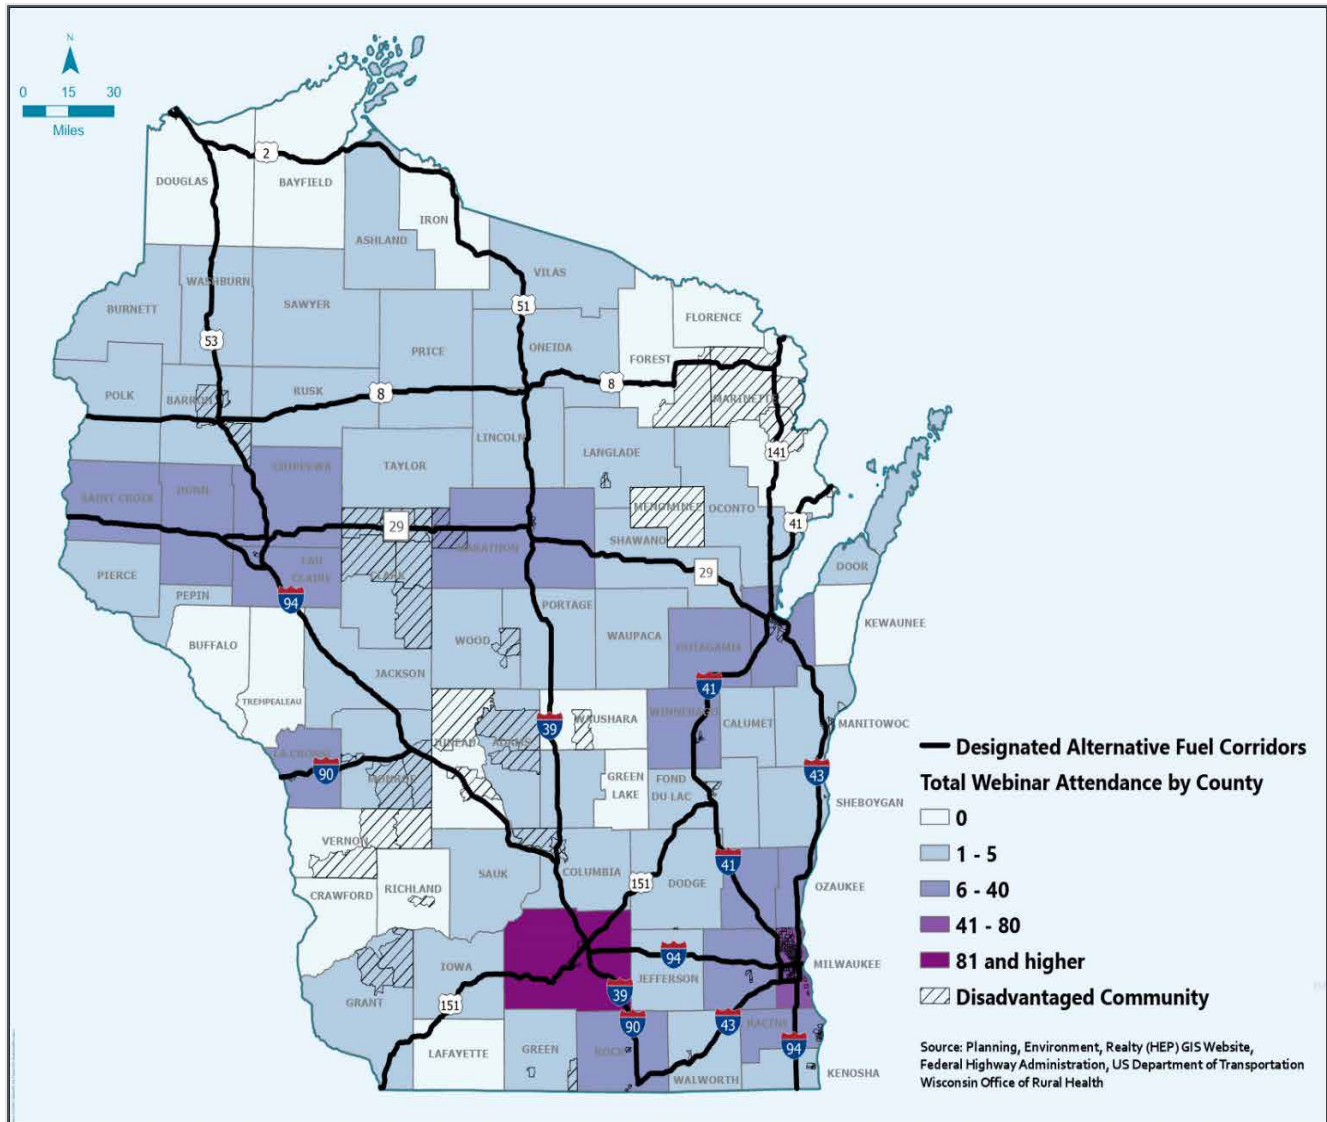 N
0 15 30
Miles
2
DOUGLAS
BAYFIELD
IRON
ASHLAND
VILAS
WASHBURN
SAWYER
BURNETT
51
FLORENCE
53
PRICE
ONEIDA
FOREST
8
RUSK
8
POLK
BARRON
MARINETTE
LINCOLN
LANGLADE
141
TAYLOR
CHIPPEWA
SAINT CROIX
DUNN
MENOMINEE
OCONTO
41
29
SHAWANO
MARATHON
EAU
CLAIRE
CLARK
29
DOOR
PIERCE
PEPIN
94
PORTAGE
KEWAUNEE
BUFFALO
WOOD
WAUPACA
OUTAGAMIE
JACKSON
41
TREMPEALEAU
WINNEBAGO
39
WAUSHARA
CALUMET
MANITOWOC
JUNEAU
ADAMS
LA CROSSE
90
MONROE
GREEN
LAKE
FOND
DU LAC
43
SHEBOYGAN
VERNON
41
SAUK
COLUMBIA
151
DODGE
OZAUKEE
RICHLAND
CRAWFORD
94
MILWAUKEE
IOWA
JEFFERSON
39
GRANT
151
90
43
RACINE
LAFAYETTE
GREEN
ROCK
94
WALWORTH
KENOSHA
Designated Alternative Fuel Corridors
Total Webinar Attendance by County
0
1 - 5
6 - 40
41 - 80
81 and higher
Disadvantaged Community
Source: Planning, Environment, Realty (HEP) GIS Website,
Federal Highway Administration, US Department of Transportation
Wisconsin Office of Rural Health